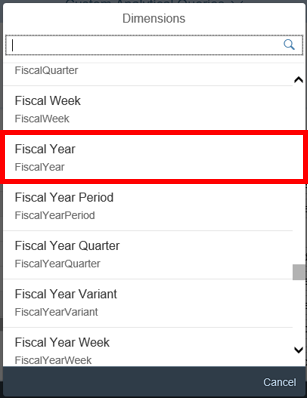 Dimensions
FiscalQuarter
Fiscal Week
FiscalWeek
Fiscal Year
FiscalYear
Fiscal Year Period
FiscalYearPeriod
Fiscal Year Quarter
FiscalYearQuarter
Fiscal Year Variant
FiscalYearVariant
Fiscal Year Week
FiscalYearWeek
Cancel